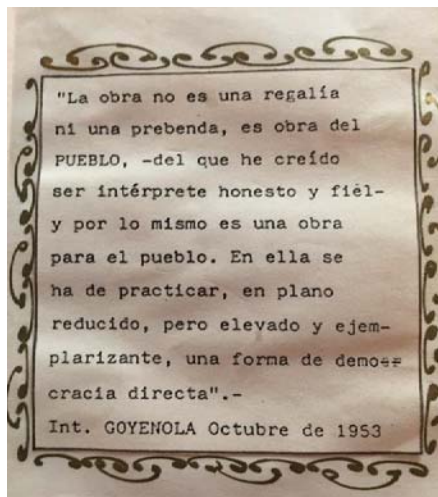 "La obra no es una regalía
ni una prebenda, es obra del
PUEBLO, -del que he creído
ser intérprete honesto y fiél-
y por lo mismo es una obra
para el pueblo. En ella se
ha de practicar, en plano
reducido, pero elevado y ejem-
plarizante, una forma de demo==
cracia directa".-
Int. GOYENOLA Octubre de 1953